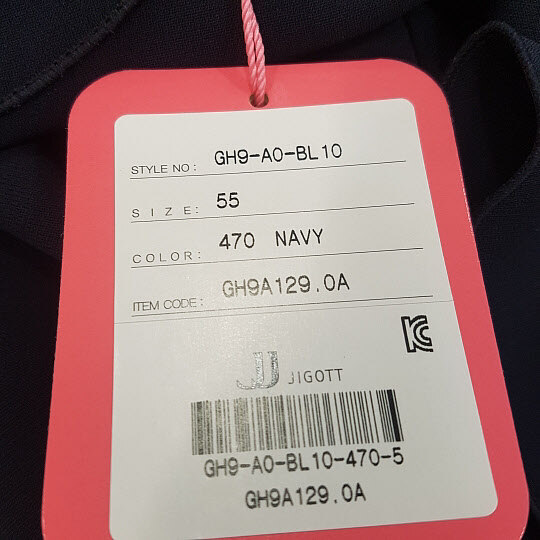 STYLE NO: GH9-A0-BL10
SIZE: 55
COLOR: 470 NAVY
ITEM CODE: GH9A129.0A
JJ JIGOTT
GH9-A0-BL10-470-5
GH9A129.0A